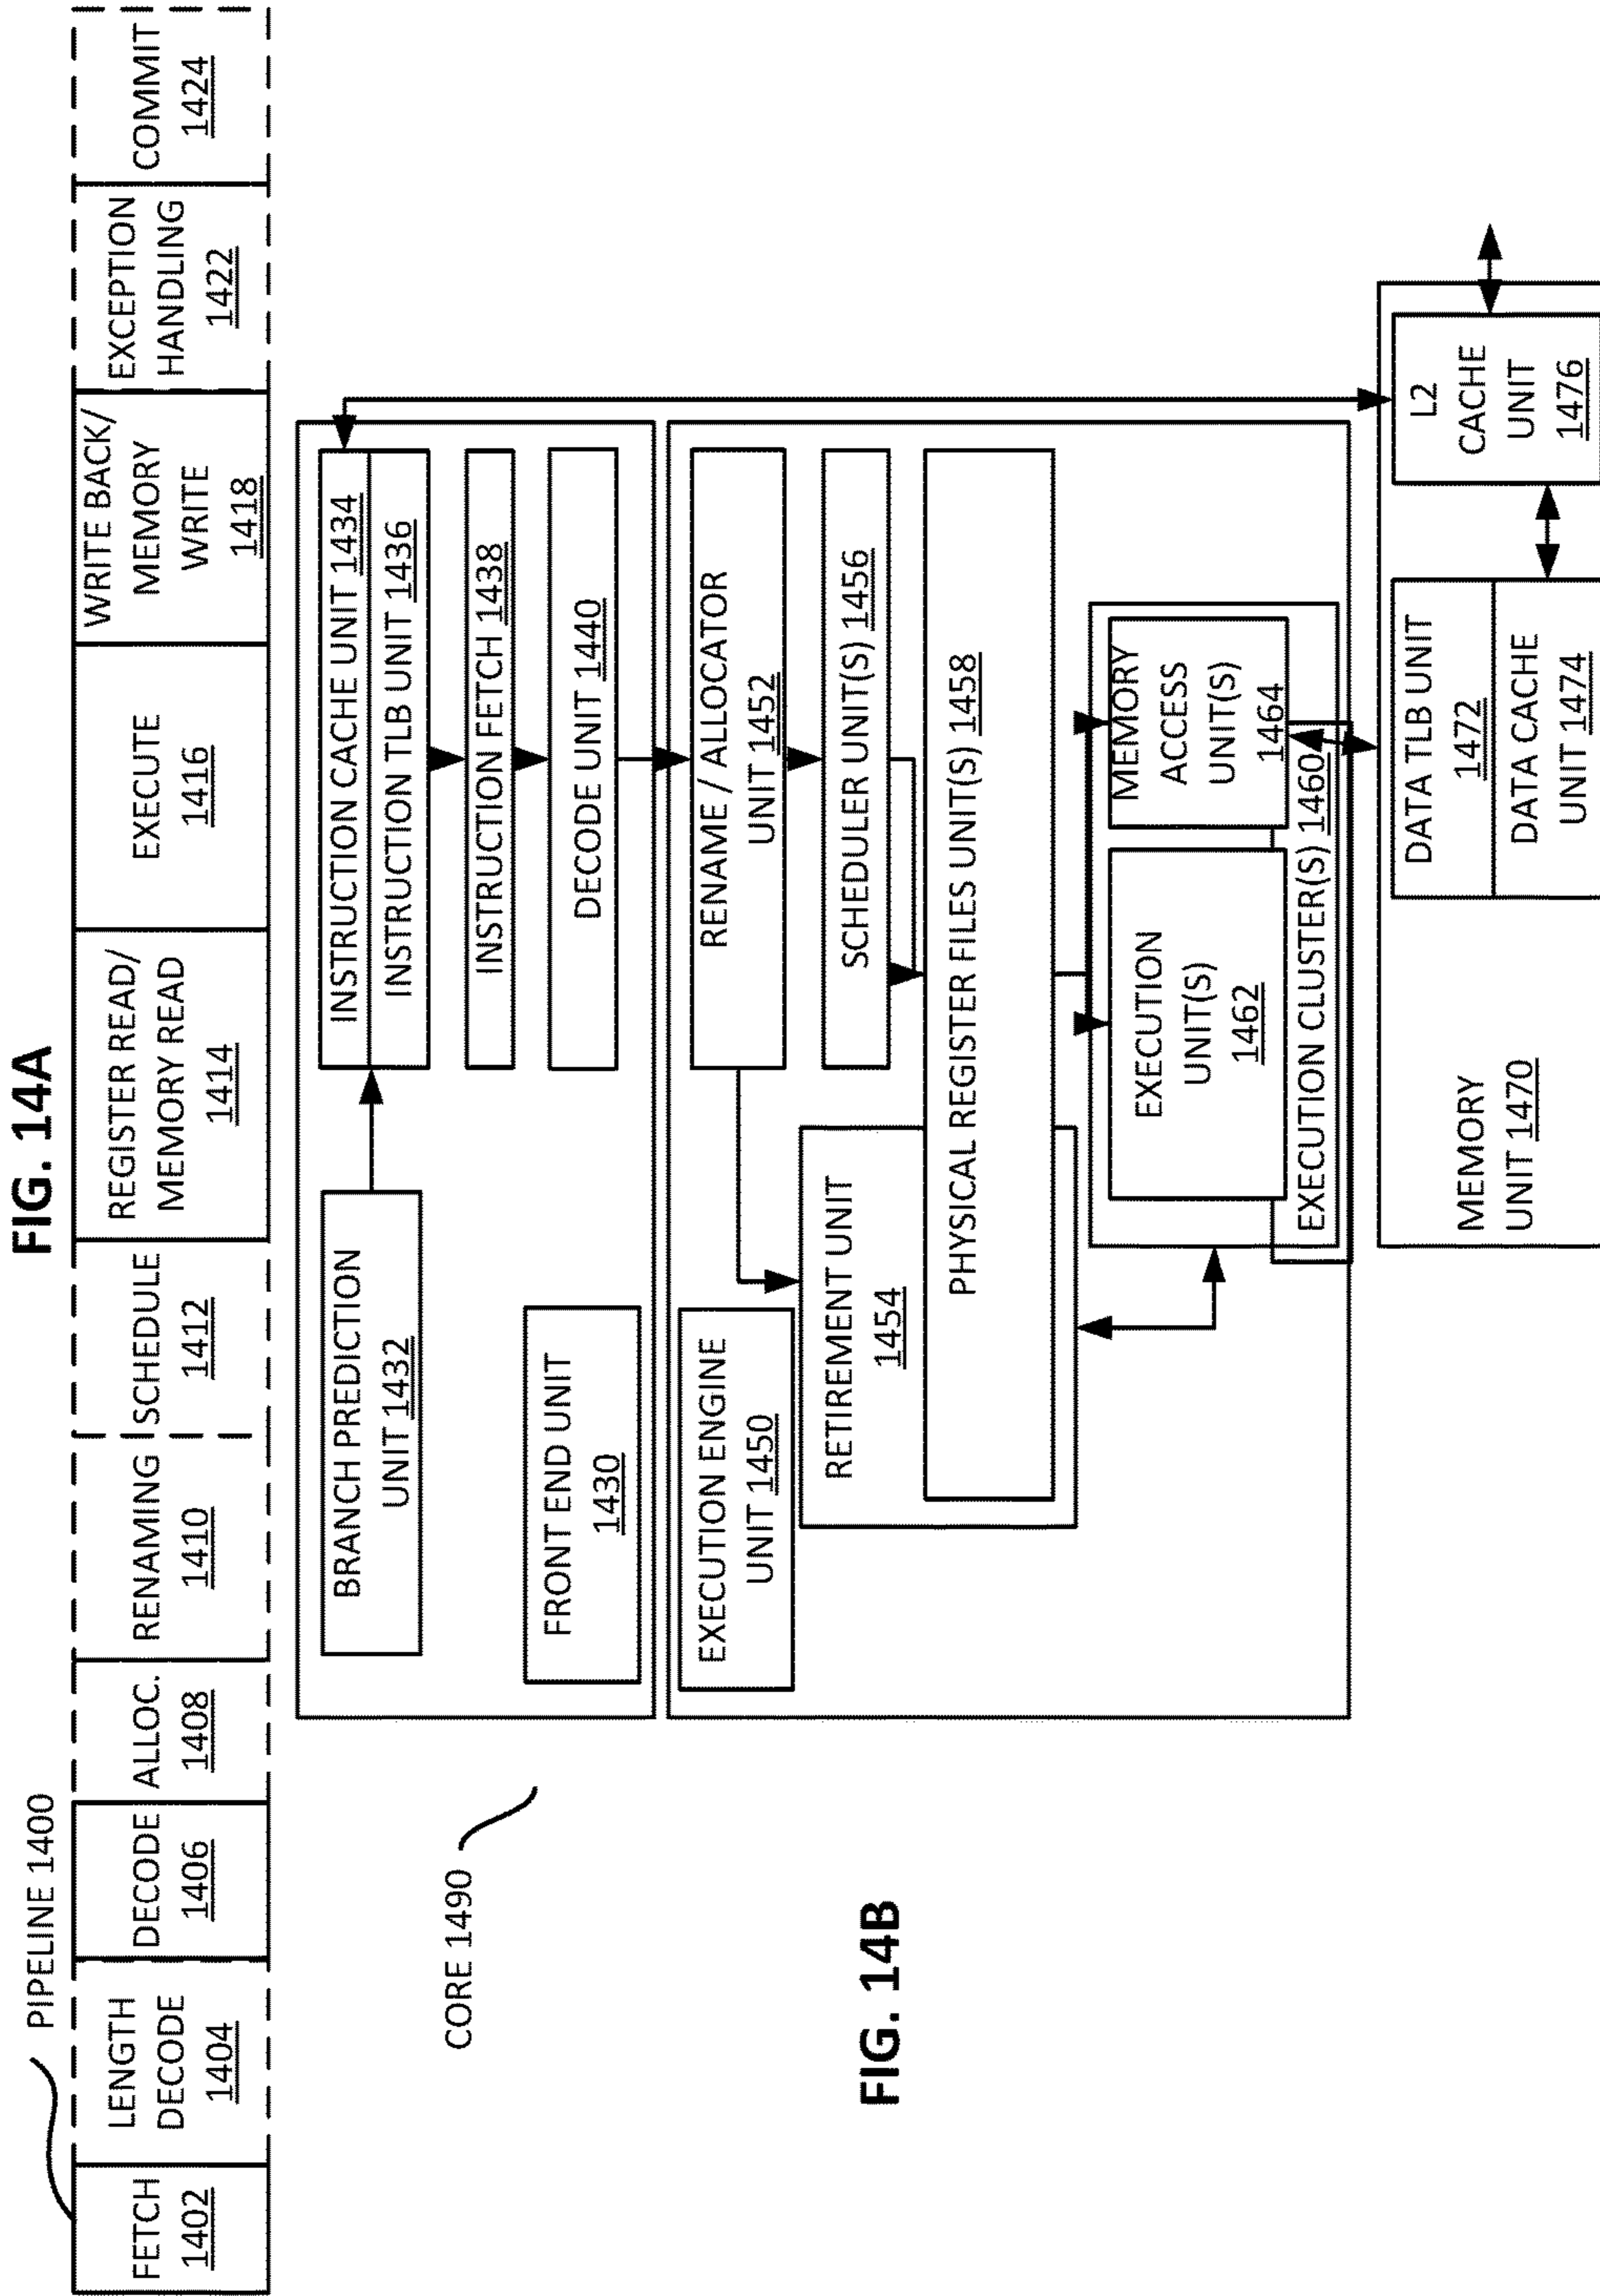 FIG. 14A
PIPELINE 1400
FETCH
1402
LENGTH
DECODE
1404
DECODE
1406
ALLOC.
1408
RENAMING
1410
SCHEDULE
1412
REGISTER READ/
MEMORY READ
1414
EXECUTE
1416
WRITE BACK/
MEMORY
WRITE
1418
EXCEPTION
HANDLING
1422
COMMIT
1424
CORE 1490
BRANCH PREDICTION
UNIT 1432
INSTRUCTION CACHE UNIT 1434
INSTRUCTION TLB UNIT 1436
INSTRUCTION FETCH 1438
FRONT END UNIT
1430
DECODE UNIT 1440
EXECUTION ENGINE
UNIT 1450
RENAME / ALLOCATOR
UNIT 1452
RETIREMENT UNIT
1454
SCHEDULER UNIT(S) 1456
PHYSICAL REGISTER FILES UNIT(S) 1458
EXECUTION
UNIT(S)
1462
MEMORY
ACCESS
UNIT(S)
1464
EXECUTION CLUSTER(S) 1460
MEMORY
UNIT 1470
DATA TLB UNIT
1472
DATA CACHE
UNIT 1474
L2
CACHE
UNIT
1476
FIG. 14B